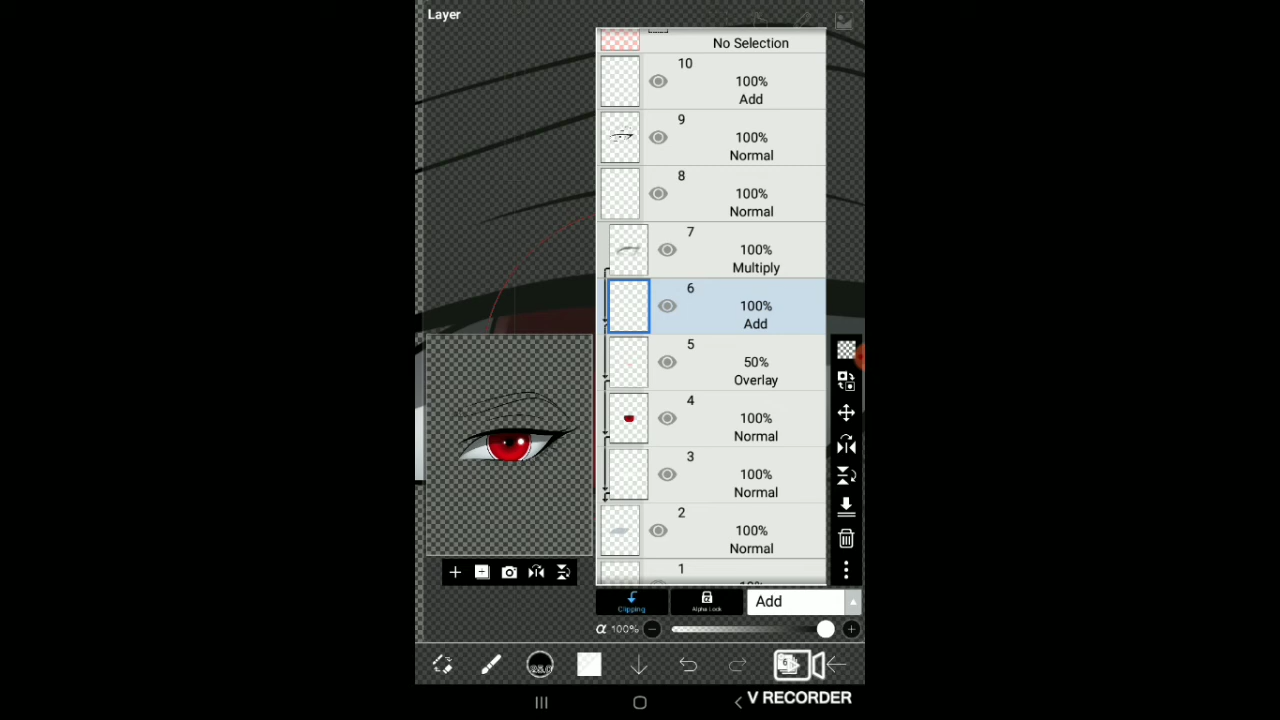 Layer
No Selection
10
100%
Add
9
100%
Normal
8
100%
Normal
7
100%
Multiply
6
100%
Add
5
50%
Overlay
4
100%
Normal
3
100%
Normal
2
100%
Normal
1
Clipping
Alpha Lock
Add
α 100%
6
V RECORDER